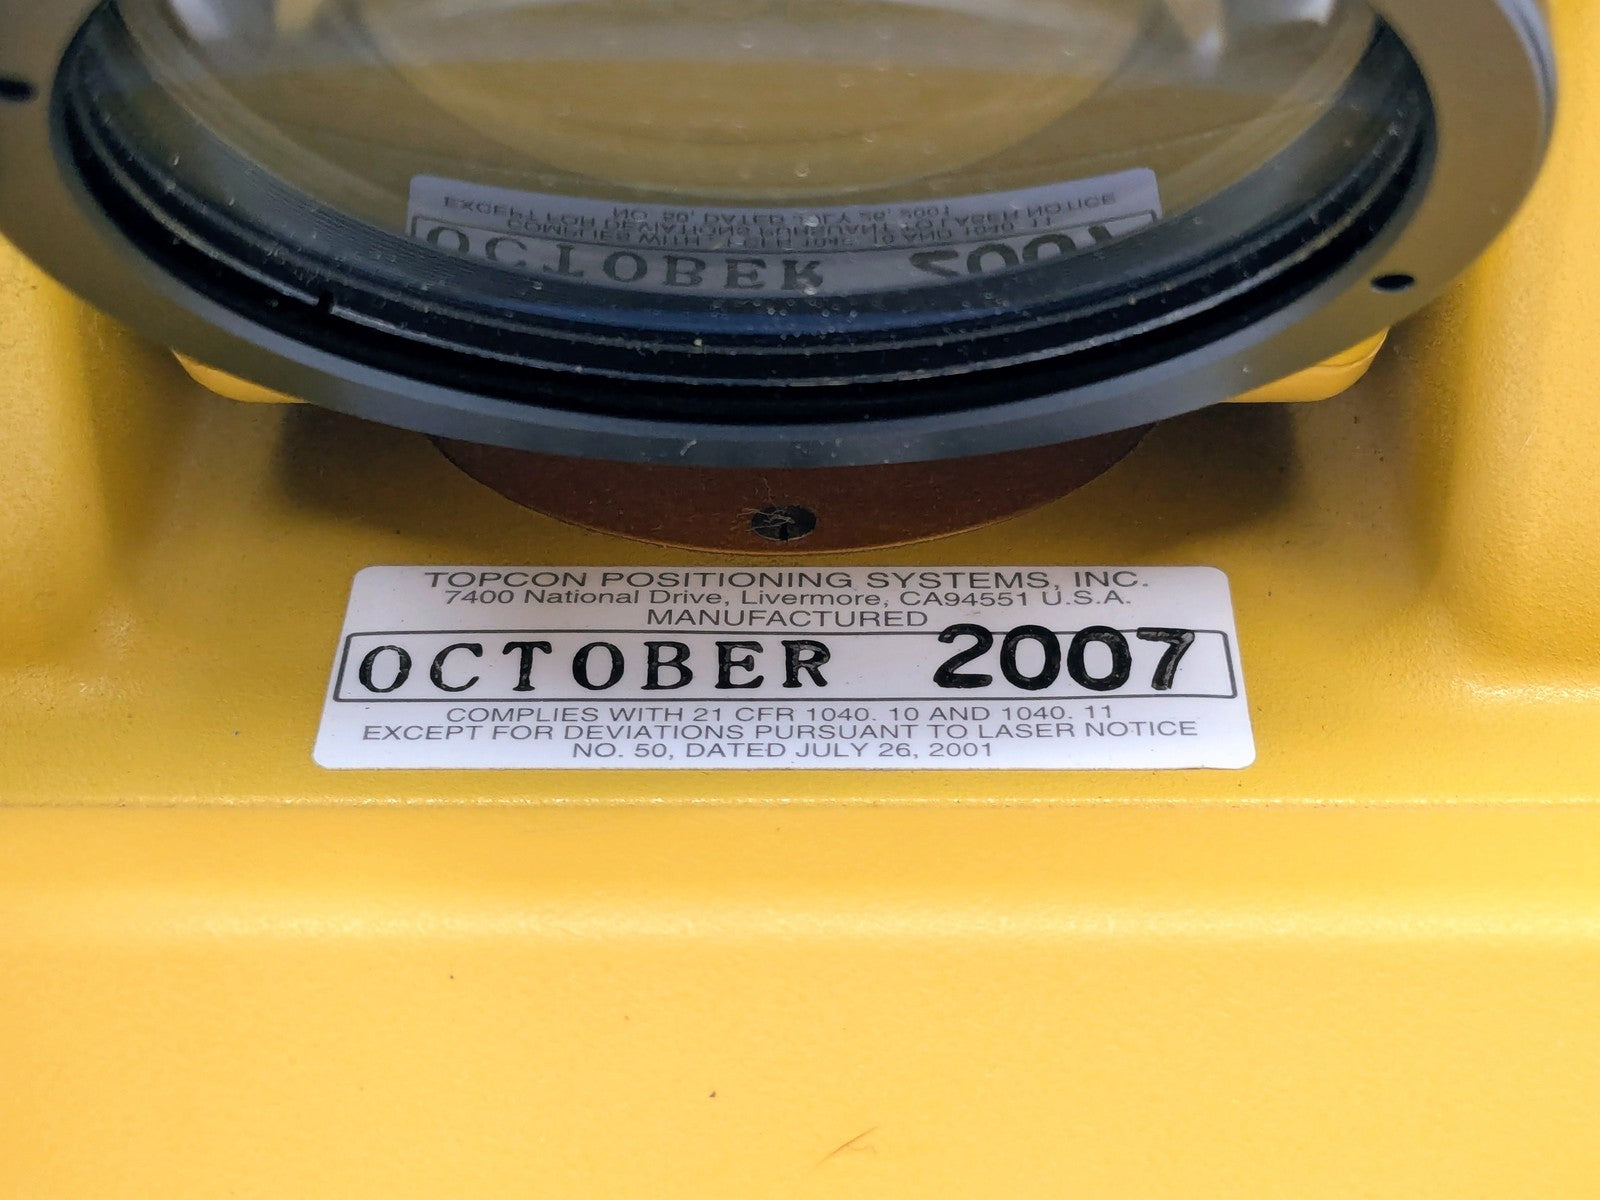 TOPCON POSITIONING SYSTEMS, INC.
7400 National Drive, Livermore, CA94551 U.S.A.
MANUFACTURED
OCTOBER 2007
COMPLIES WITH 21 CFR 1040. 10 AND 1040. 11
EXCEPT FOR DEVIATIONS PURSUANT TO LASER NOTICE
NO. 50, DATED JULY 26, 2001